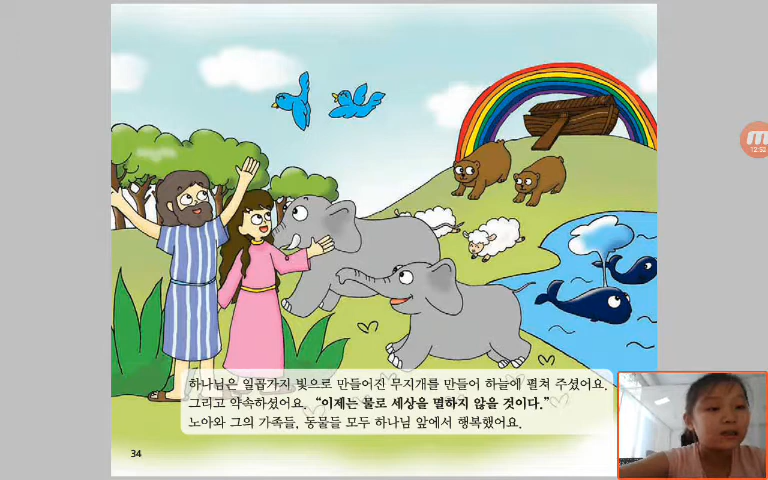 하나님은 일곱가지 빛으로 만들어진 무지개를 만들어 하늘에 펼쳐 주셨어요.
그리고 약속하셨어요. “이제는 물로 세상을 멸하지 않을 것이다.”
노아와 그의 가족들, 동물들 모두 하나님 앞에서 행복했어요.
34
12:52